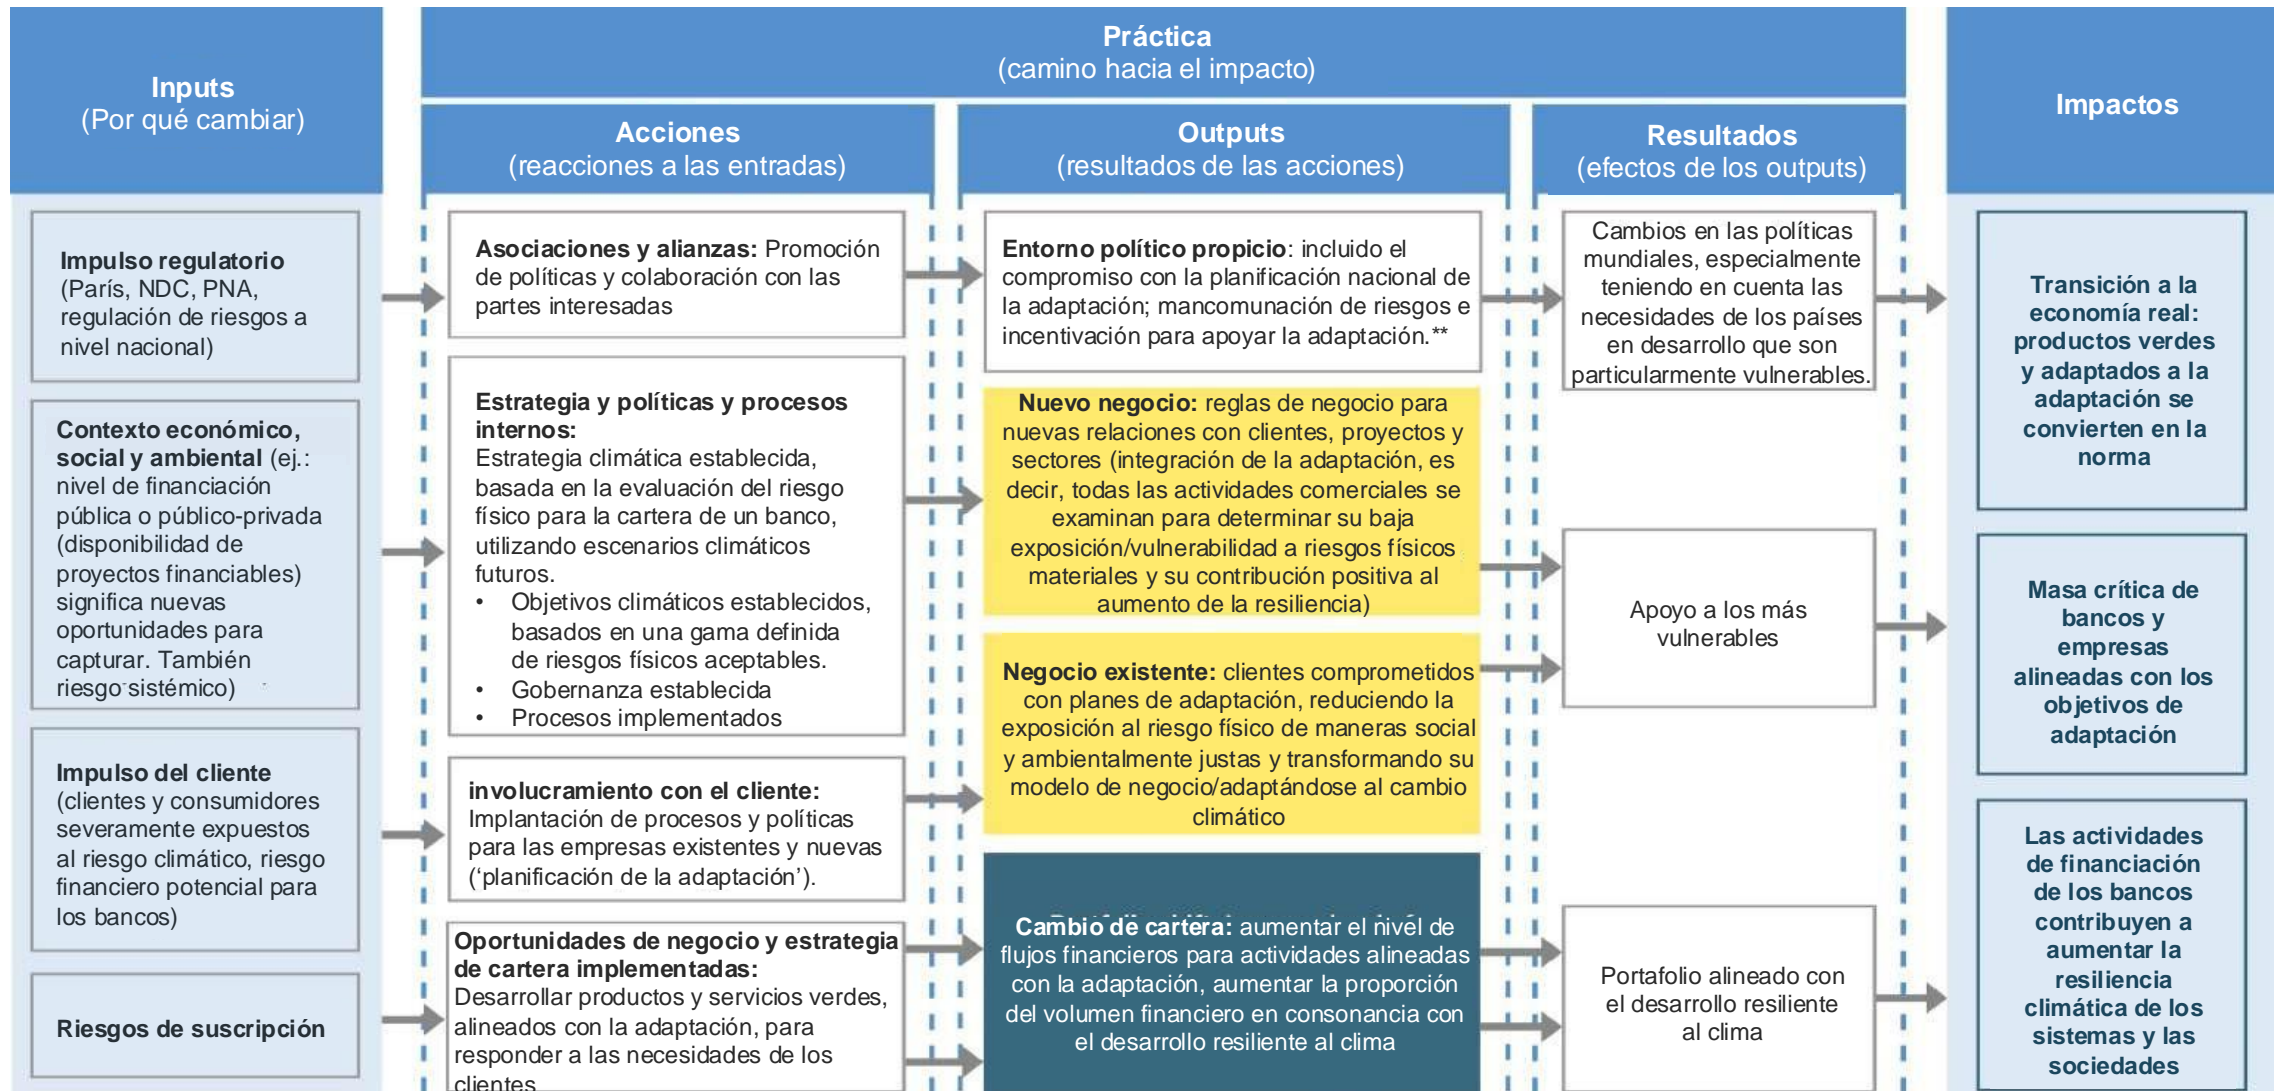 Inputs
(Por qué cambiar)
Práctica
(camino hacia el impacto)
Impactos
Acciones
(reacciones a las entradas)
Outputs
(resultados de las acciones)
Resultados
(efectos de los outputs)
Impulso regulatorio
(París, NDC, PNA,
regulación de riesgos a
nivel nacional)
Contexto económico,
social y ambiental (ej.:
nivel de financiación
pública o público-privada
(disponibilidad de
proyectos financiables)
significa nuevas
oportunidades para
capturar. También
riesgo sistémico)
Impulso del cliente
(clientes y consumidores
severamente expuestos
al riesgo climático, riesgo
financiero potencial para
los bancos)
Riesgos de suscripción
Asociaciones y alianzas: Promoción
de políticas y colaboración con las
partes interesadas
Estrategia y políticas y procesos
internos:
Estrategia climática establecida,
basada en la evaluación del riesgo
físico para la cartera de un banco,
utilizando escenarios climáticos
futuros.
• Objetivos climáticos establecidos,
basados en una gama definida
de riesgos físicos aceptables.
• Gobernanza establecida
• Procesos implementados
involucramiento con el cliente:
Implantación de procesos y políticas
para las empresas existentes y nuevas
(‘planificación de la adaptación’).
Oportunidades de negocio y estrategia
de cartera implementadas:
Desarrollar productos y servicios verdes,
alineados con la adaptación, para
responder a las necesidades de los
clientes
Entorno político propicio: incluido el
compromiso con la planificación nacional de
la adaptación; mancomunación de riesgos e
incentivación para apoyar la adaptación.**
Nuevo negocio: reglas de negocio para
nuevas relaciones con clientes, proyectos y
sectores (integración de la adaptación, es
decir, todas las actividades comerciales se
examinan para determinar su baja
exposición/vulnerabilidad a riesgos físicos
materiales y su contribución positiva al
aumento de la resiliencia)
Negocio existente: clientes comprometidos
con planes de adaptación, reduciendo la
exposición al riesgo físico de maneras social
y ambientalmente justas y transformando su
modelo de negocio/adaptándose al cambio
climático
Cambio de cartera: aumentar el nivel de
flujos financieros para actividades alineadas
con la adaptación, aumentar la proporción
del volumen financiero en consonancia con
el desarrollo resiliente al clima
Cambios en las políticas
mundiales, especialmente
teniendo en cuenta las
necesidades de los países
en desarrollo que son
particularmente vulnerables.
Apoyo a los más
vulnerables
Portafolio alineado con
el desarrollo resiliente
al clima
Transición a la
economía real:
productos verdes
y adaptados a la
adaptación se
convierten en la
norma
Masa crítica de
bancos y
empresas
alineadas con los
objetivos de
adaptación
Las actividades
de financiación
de los bancos
contribuyen a
aumentar la
resiliencia
climática de los
sistemas y las
sociedades